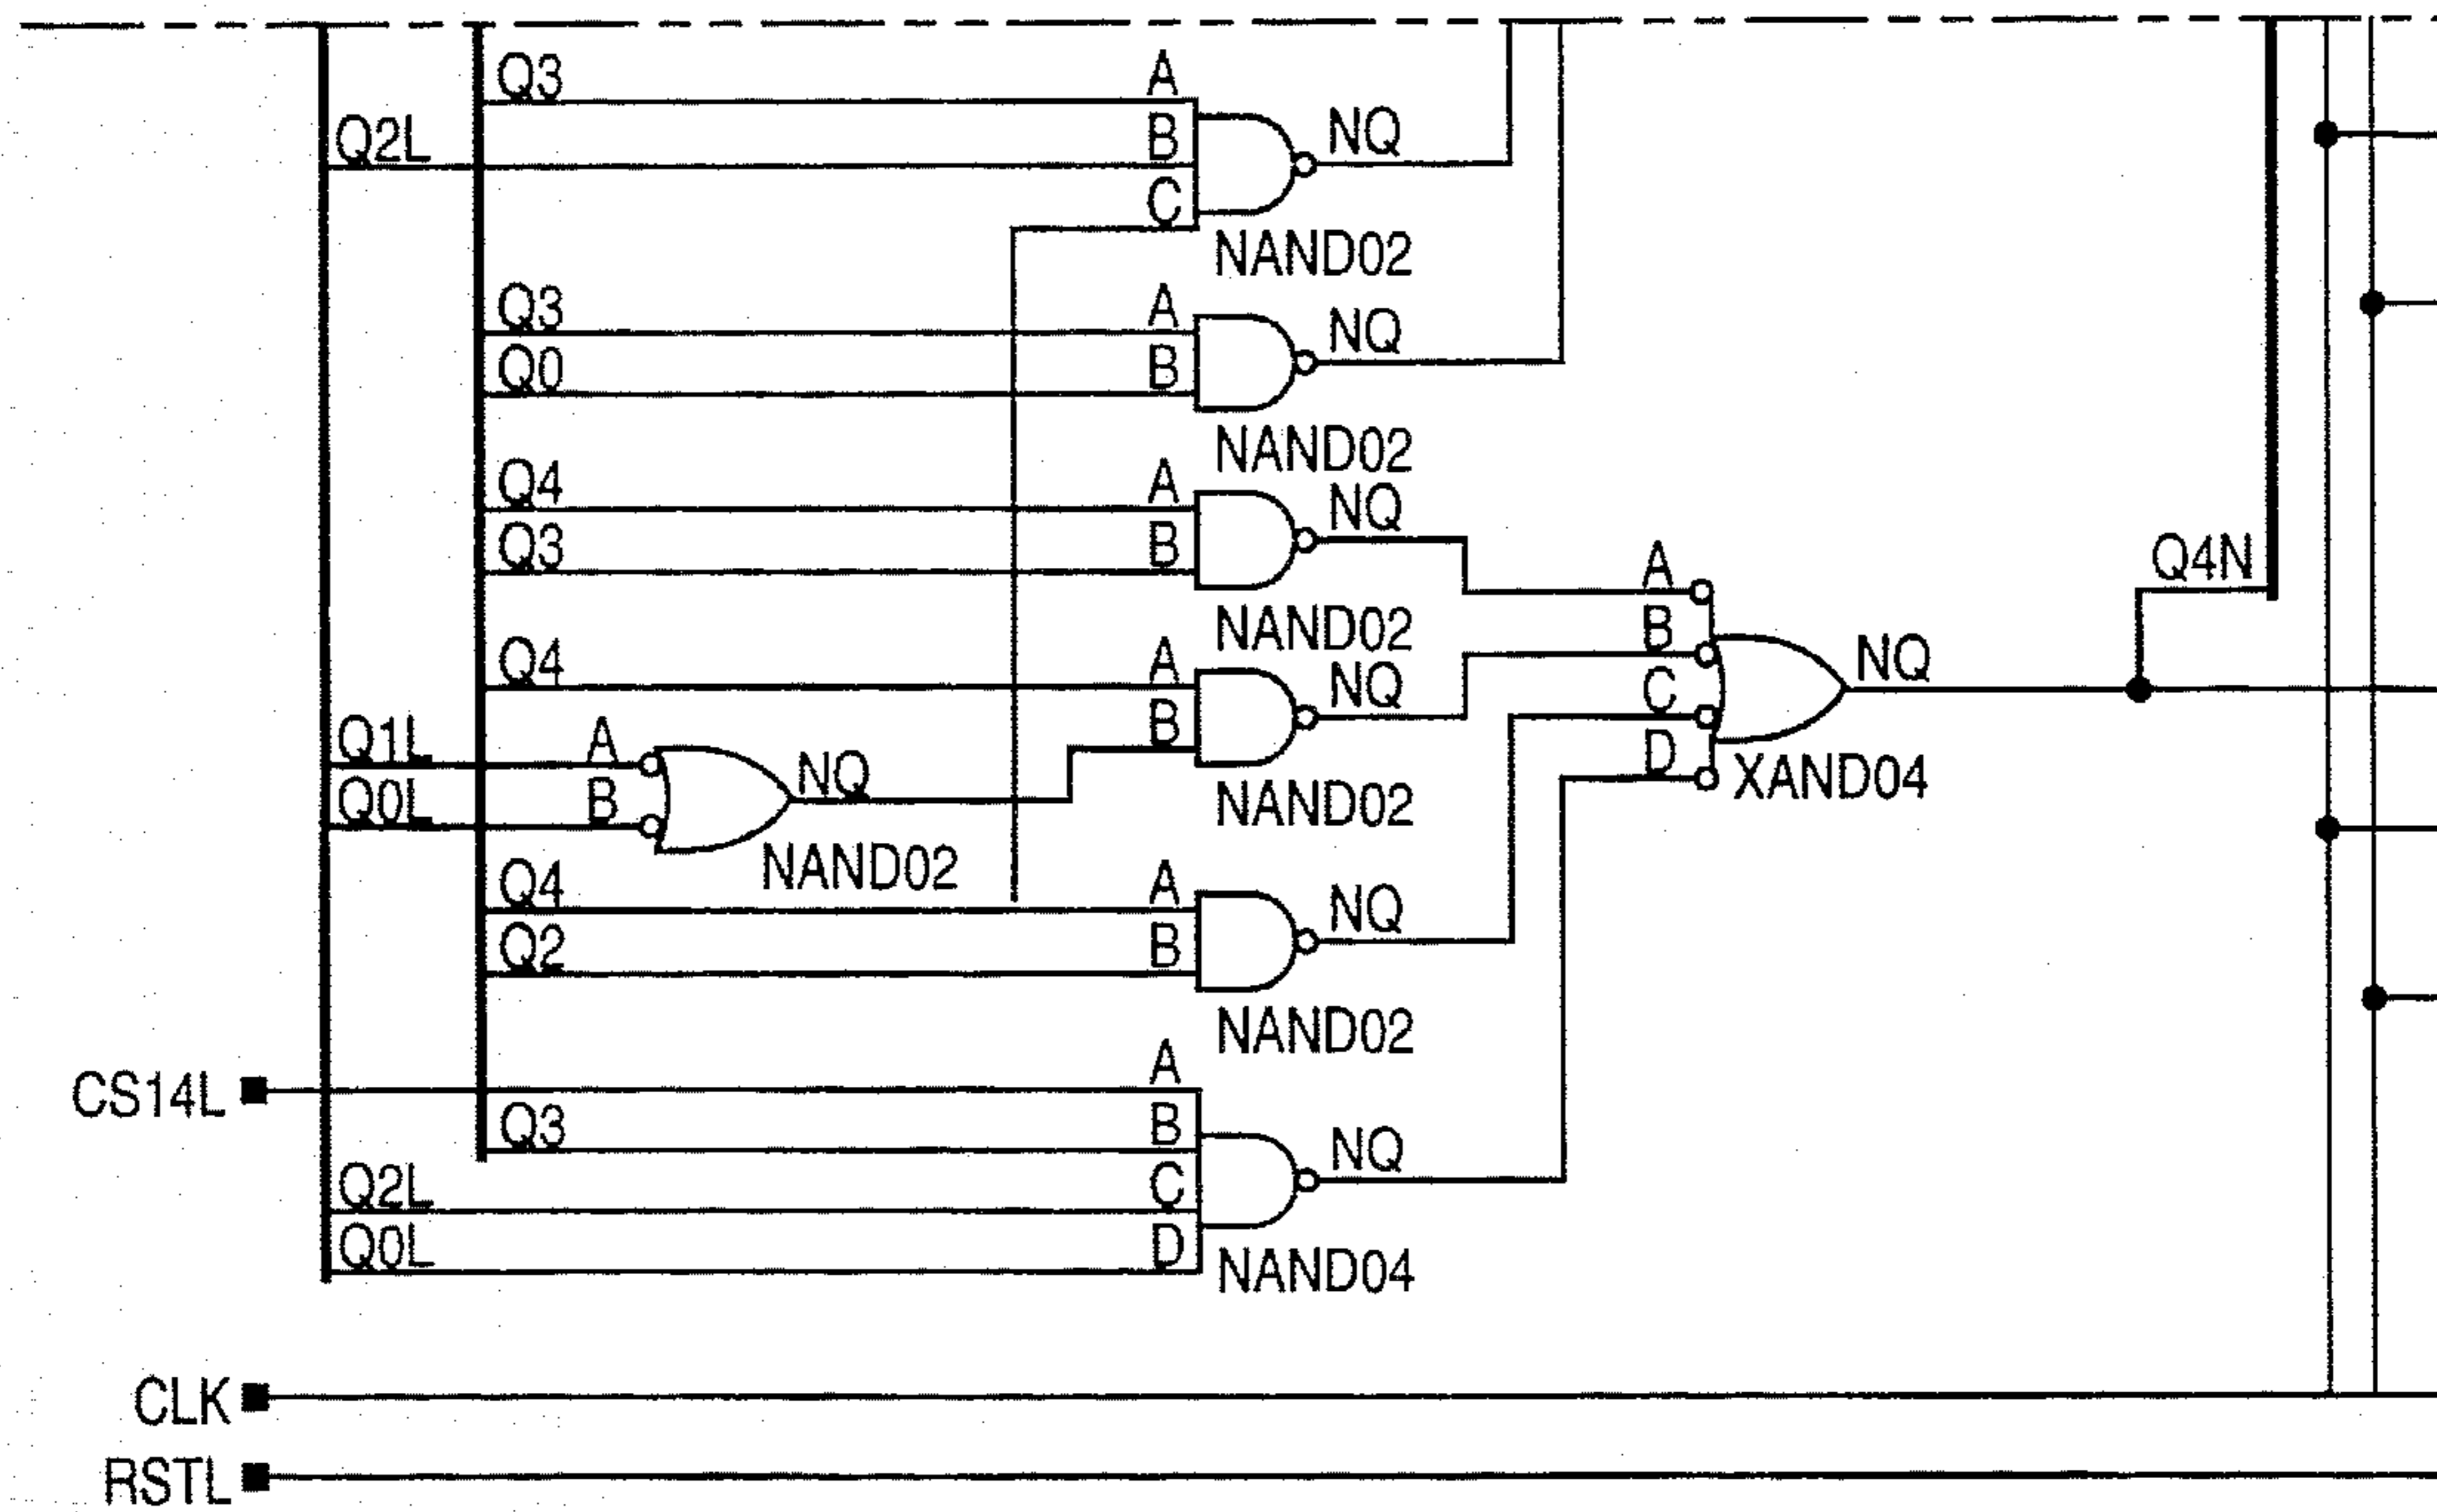 Q3 A
Q2L B NQ
C
NAND02
Q3 A NQ
Q0 B
NAND02
Q4 A NQ
Q3 B
NAND02
A
B
C
D
NQ
XAND04
Q4N
Q4 A NQ
B
NAND02
Q1L A NQ
Q0L B
NAND02
Q4 A NQ
Q2 B
NAND02
CS14L A
Q3 B NQ
Q2L C
Q0L D
NAND04
CLK
RSTL